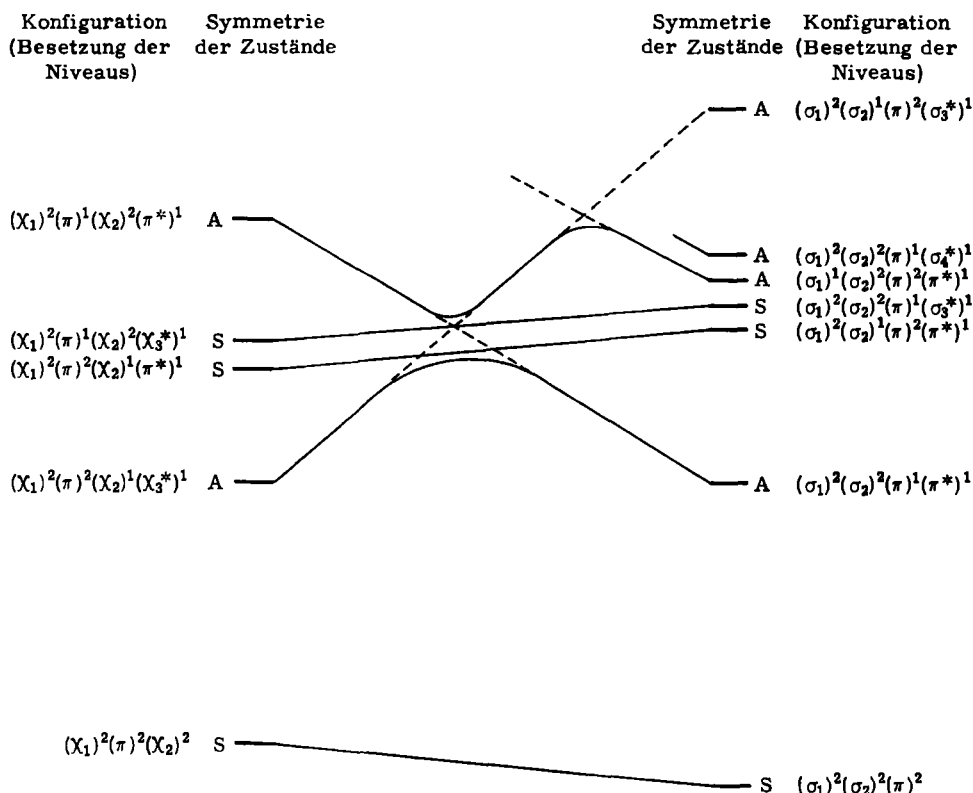 Konfiguration Symmetrie Symmetrie Konfiguration
(Besetzung der der Zustände der Zustände (Besetzung der
Niveaus) Niveaus)
A (σ₁)²(σ₂)¹(π)²(σ₃*)¹
(χ₁)²(π)¹(χ₂)²(π*)¹ A
A (σ₁)²(σ₂)²(π)¹(σ₄*)¹
A (σ₁)¹(σ₂)²(π)²(π*)¹
S (σ₁)²(σ₂)²(π)¹(σ₃*)¹
S (σ₁)²(σ₂)¹(π)²(π*)¹
(χ₁)²(π)¹(χ₂)²(χ₃*)¹ S
(χ₁)²(π)²(χ₂)¹(π*)¹ S
(χ₁)²(π)²(χ₂)¹(χ₃*)¹ A A (σ₁)²(σ₂)²(π)¹(π*)¹
(χ₁)²(π)²(χ₂)² S
S (σ₁)²(σ₂)²(π)²